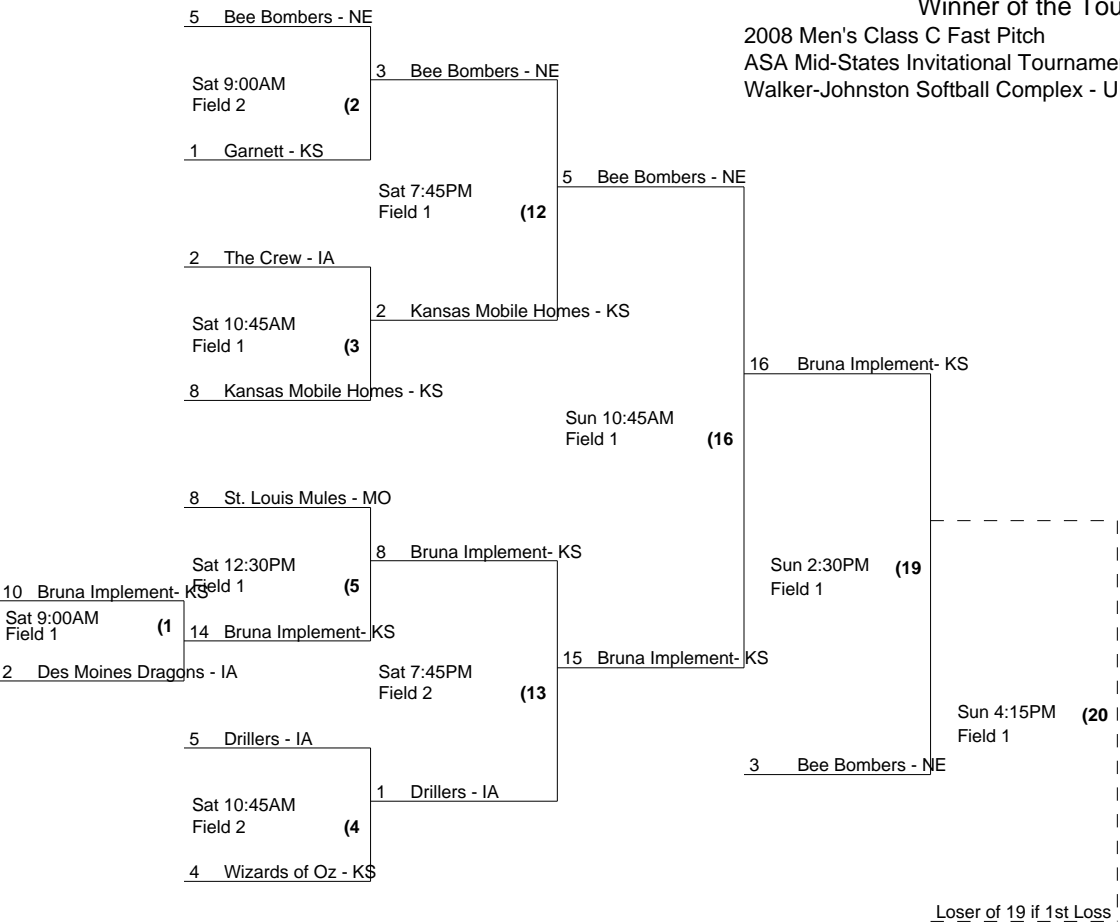 Winner of the Tou
2008 Men's Class C Fast Pitch
ASA Mid-States Invitational Tourname
Walker-Johnston Softball Complex - U
5 Bee Bombers - NE
Sat 9:00AM
Field 2 (2
1 Garnett - KS
3 Bee Bombers - NE
Sat 7:45PM
Field 1 (12
5 Bee Bombers - NE
2 The Crew - IA
Sat 10:45AM
Field 1 (3
8 Kansas Mobile Homes - KS
2 Kansas Mobile Homes - KS
16 Bruna Implement- KS
Sun 10:45AM
Field 1 (16
8 St. Louis Mules - MO
Sat 12:30PM
Field 1 (5
8 Bruna Implement- KS
10 Bruna Implement- KS
Sat 9:00AM
Field 1 (1
2 Des Moines Dragons - IA
14 Bruna Implement- KS
Sat 7:45PM
Field 2 (13
15 Bruna Implement- KS
Sun 2:30PM (19
Field 1
5 Drillers - IA
Sat 10:45AM
Field 2 (4
4 Wizards of Oz - KS
1 Drillers - IA
3 Bee Bombers - NE
Sun 4:15PM (20
Field 1
Loser of 19 if 1st Loss